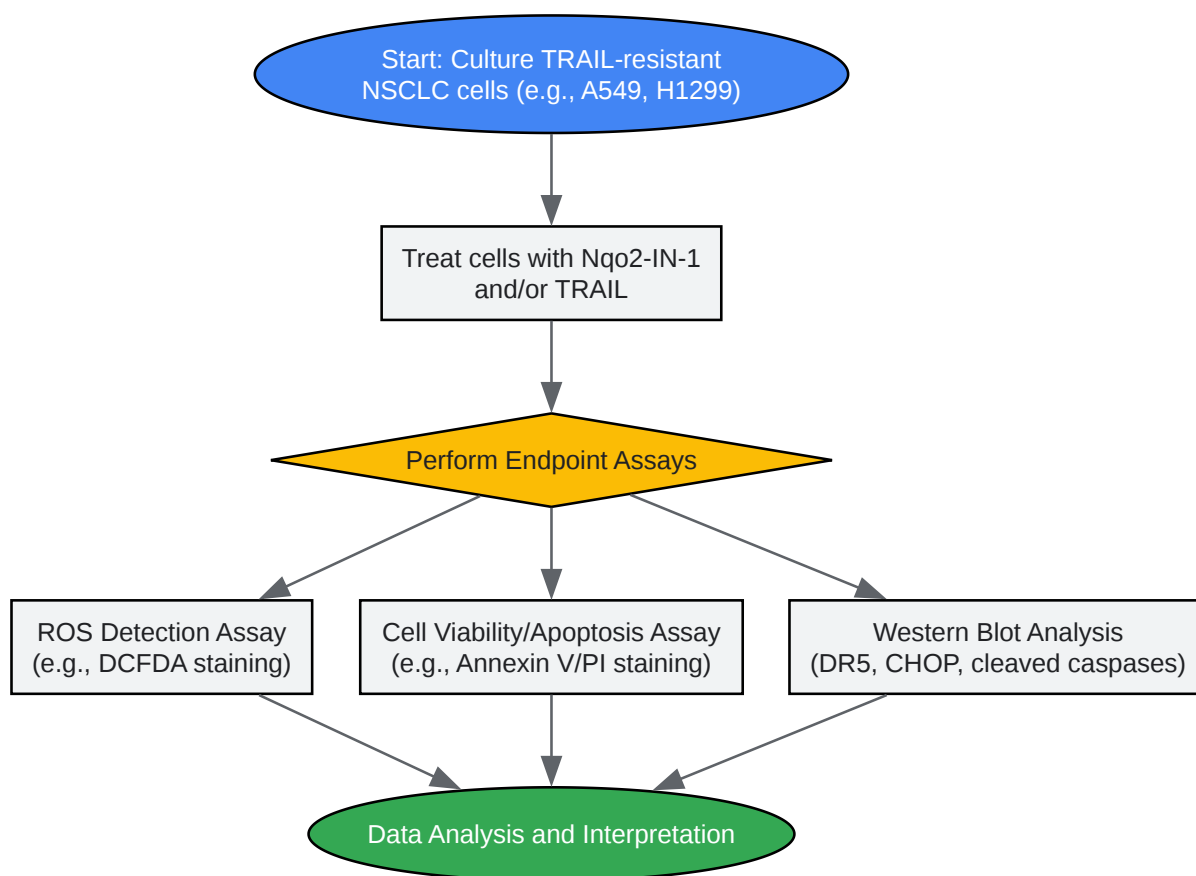 Start: Culture TRAIL-resistant
NSCLC cells (e.g., A549, H1299)
Treat cells with Nqo2-IN-1
and/or TRAIL
Perform Endpoint Assays
ROS Detection Assay
(e.g., DCFDA staining)
Cell Viability/Apoptosis Assay
(e.g., Annexin V/PI staining)
Western Blot Analysis
(DR5, CHOP, cleaved caspases)
Data Analysis and Interpretation